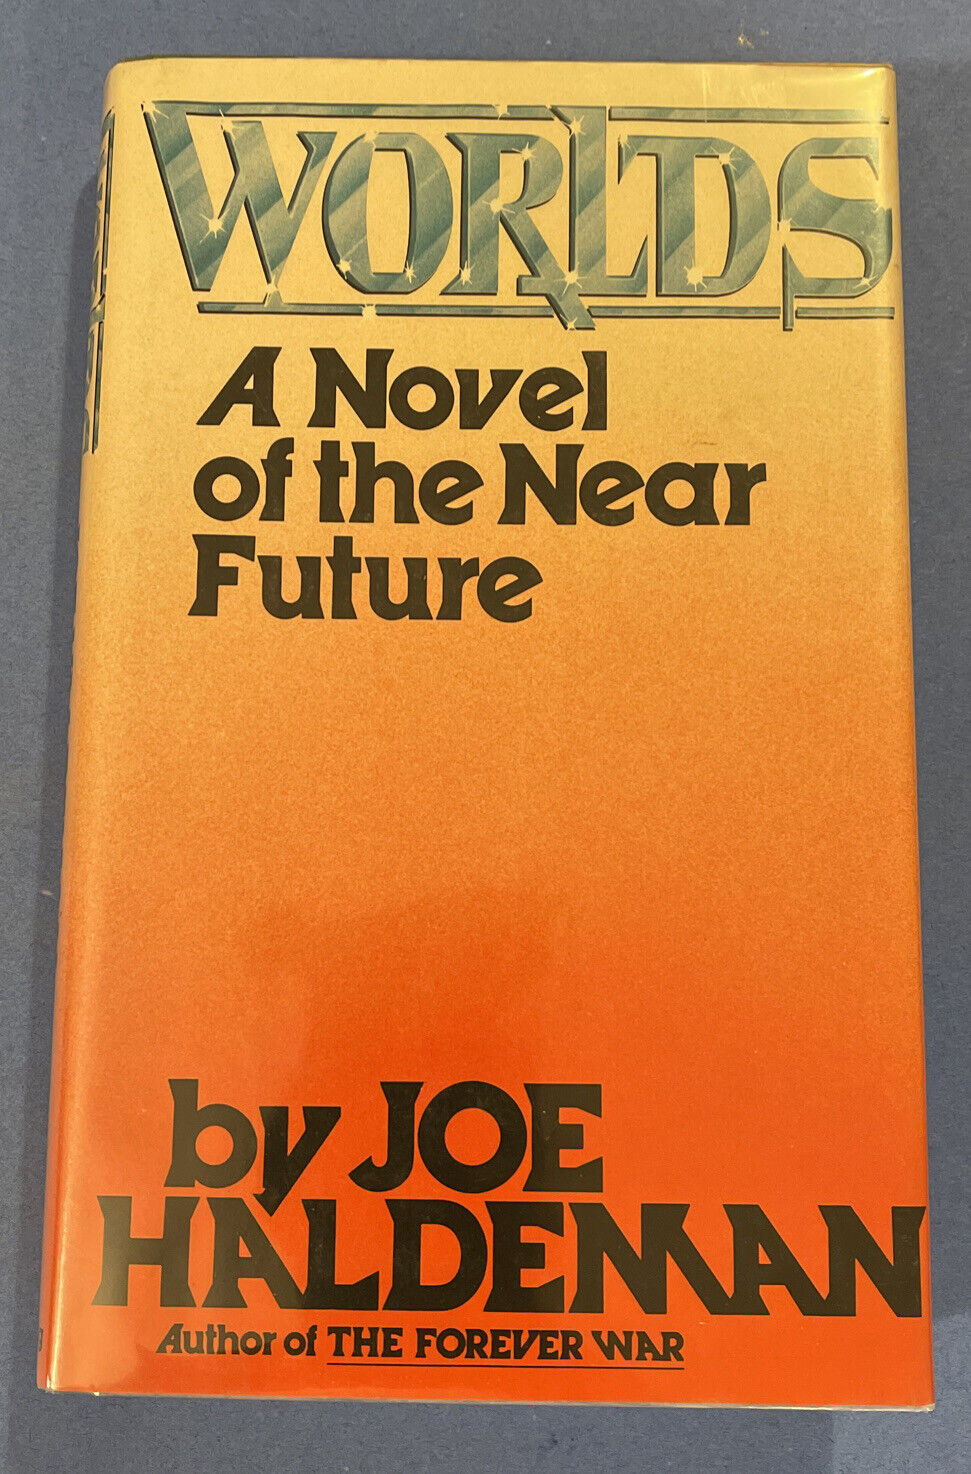 WORLDS
A Novel
of the Near
Future
by JOE
HALDEMAN
Author of THE FOREVER WAR